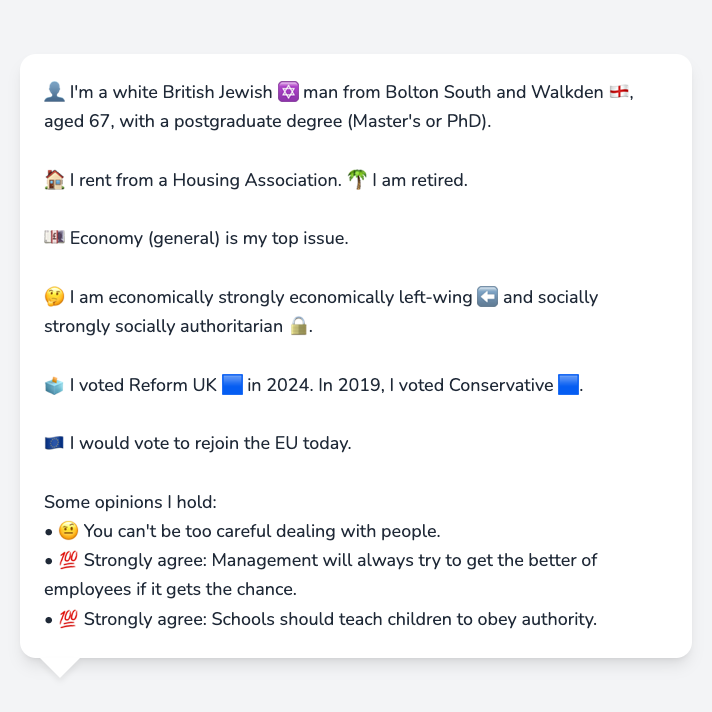 👤 I'm a white British Jewish ✡️ man from Bolton South and Walkden 🏴󠁧󠁢󠁥󠁮󠁧󠁿,
aged 67, with a postgraduate degree (Master's or PhD).
🏠 I rent from a Housing Association. 🌴 I am retired.
💷 Economy (general) is my top issue.
🤔 I am economically strongly economically left-wing ⬅️ and socially
strongly socially authoritarian 🔒.
🗳️ I voted Reform UK 🟦 in 2024. In 2019, I voted Conservative 🟦.
🇪🇺 I would vote to rejoin the EU today.
Some opinions I hold:
• 🤨 You can't be too careful dealing with people.
• 💯 Strongly agree: Management will always try to get the better of
employees if it gets the chance.
• 💯 Strongly agree: Schools should teach children to obey authority.